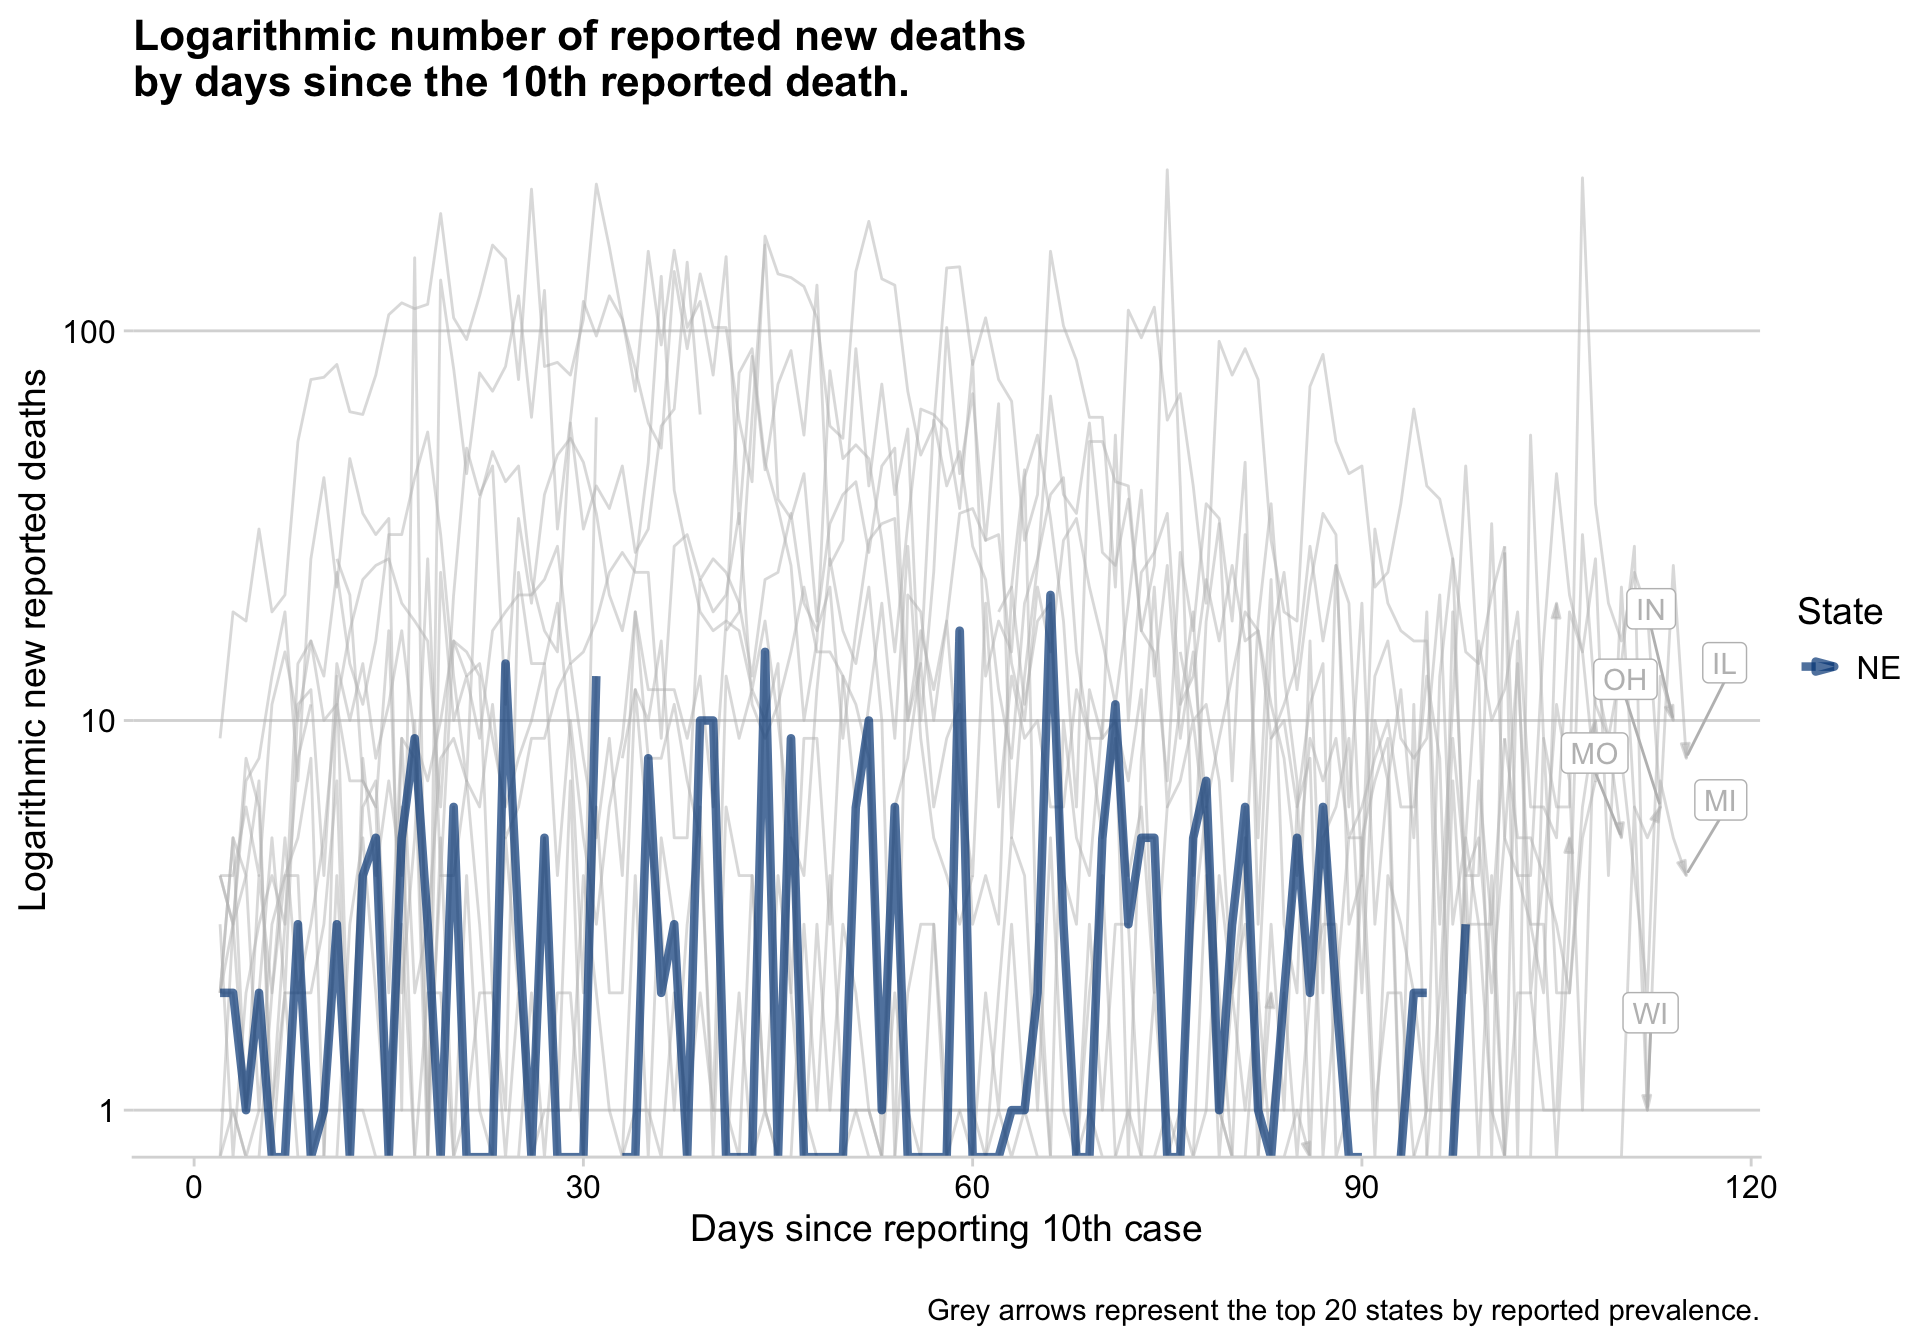 Logarithmic number of reported new deaths
by days since the 10th reported death.
Logarithmic new reported deaths
100
10
1
0
30
60
90
120
Days since reporting 10th case
IN
IL
OH
MO
MI
WI
State
NE
Grey arrows represent the top 20 states by reported prevalence.